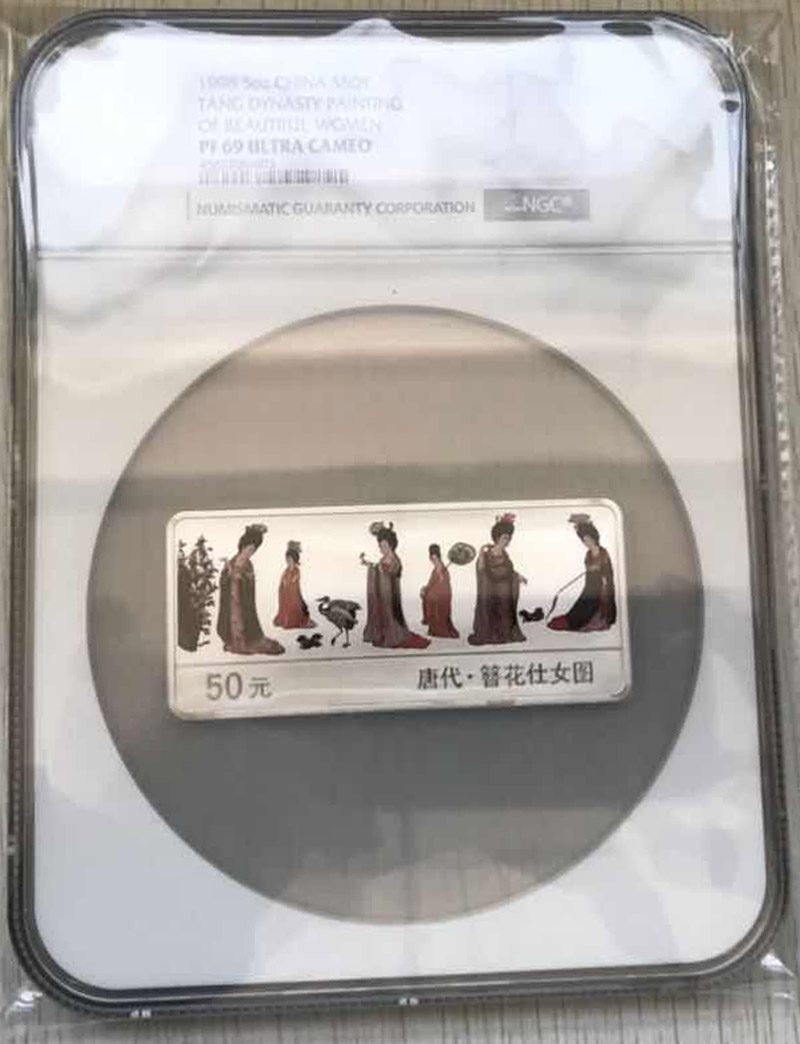 5oz CHINA S50Y
TANG DYNASTY PAINTING
OF BEAUTIFUL WOMEN
PF 69 ULTRA CAMEO
NUMISMATIC GUARANTY CORPORATION NGC®
50元 唐代·簪花仕女图